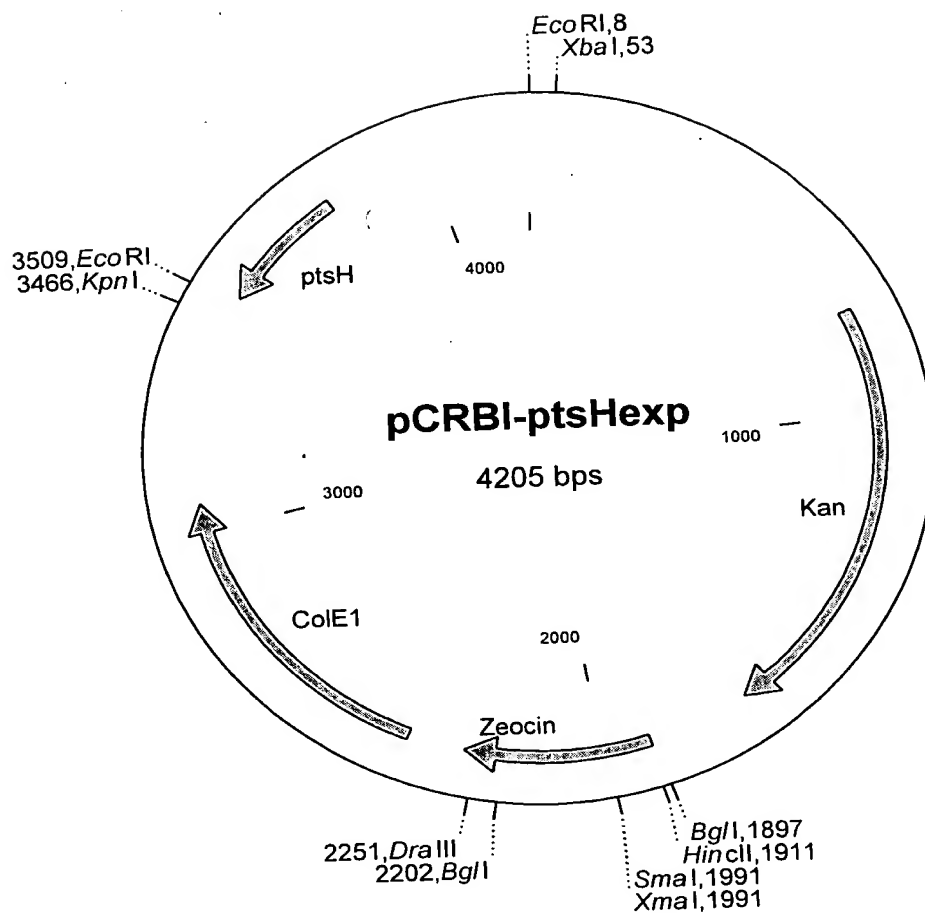 EcoRI,8
XbaI,53
3509,EcoRI
3466,KpnI
ptsH
4000
pCRBI-ptsHexp
4205 bps
1000
3000
Kan
ColE1
2000
Zeocin
BglI,1897
HincII,1911
2251,DraIII
2202,BglI
SmaI,1991
XmaI,1991